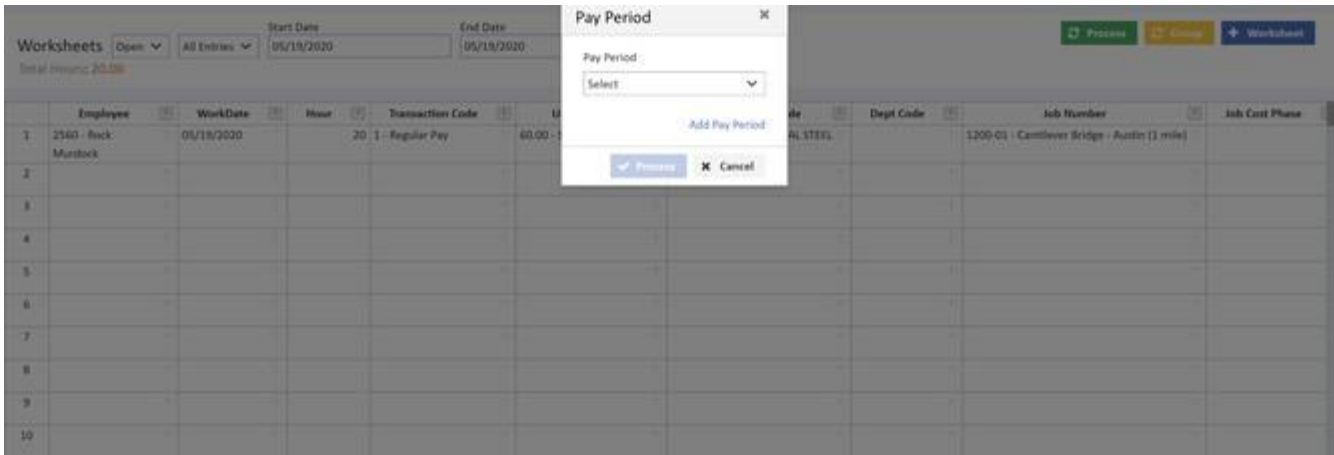 Pay Period
Start Date End Date
Worksheets Open All Entries 05/19/2020 05/19/2020 Process Group + Worksheet
Pay Period
Total Hours: 20.00
Select
Employee WorkDate Hour Transaction Code Dept Code Job Number Job Cost Phase
Add Pay Period
1 2560 - Rock 05/19/2020 20 1 - Regular Pay 60.00 - AL STEEL 1200-01 - Cantilever Bridge - Austin (1 mile)
Murdock
Process Cancel
2
3
4
5
6
7
8
9
10